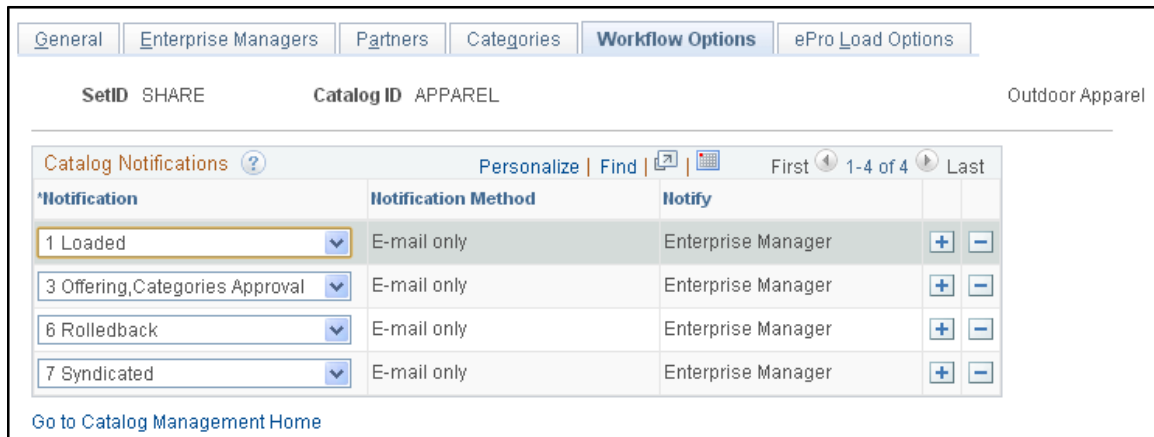 General Enterprise Managers Partners Categories Workflow Options ePro Load Options
SetID SHARE Catalog ID APPAREL Outdoor Apparel
Catalog Notifications ? Personalize | Find | | First 1-4 of 4 Last
*Notification Notification Method Notify
1 Loaded E-mail only Enterprise Manager + -
3 Offering,Categories Approval E-mail only Enterprise Manager + -
6 Rolledback E-mail only Enterprise Manager + -
7 Syndicated E-mail only Enterprise Manager + -
Go to Catalog Management Home